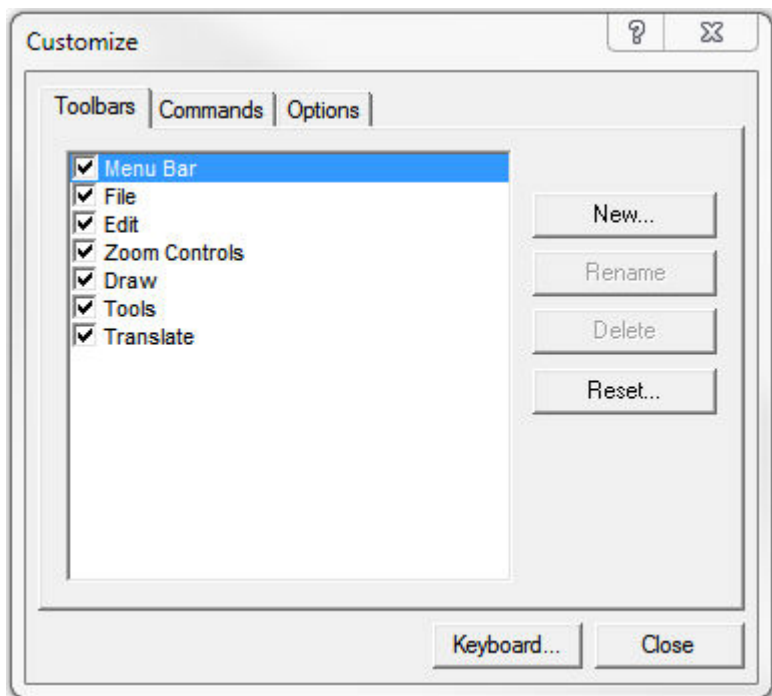 Customize
Toolbars Commands Options
Menu Bar
File
Edit
Zoom Controls
Draw
Tools
Translate
New...
Rename
Delete
Reset...
Keyboard... Close